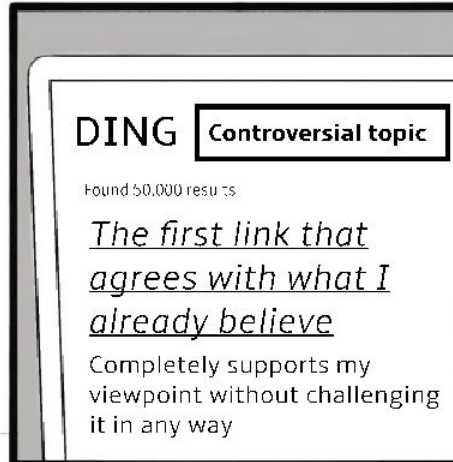 DING Controversial topic
Found 50,000 results
The first link that
agrees with what I
already believe
Completely supports my
viewpoint without challenging
it in any way